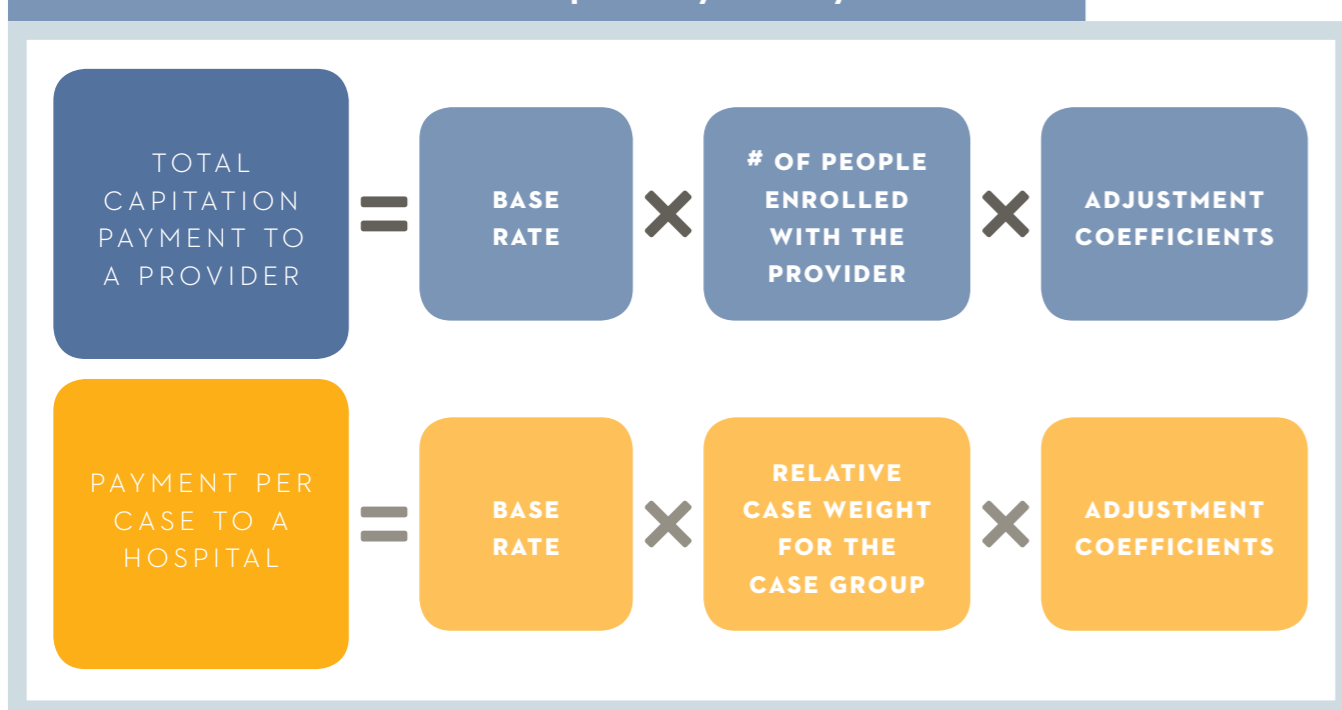 TOTAL
CAPITATION
PAYMENT TO
A PROVIDER
=
BASE
RATE
×
# OF PEOPLE
ENROLLED
WITH THE
PROVIDER
×
ADJUSTMENT
COEFFICIENTS
PAYMENT PER
CASE TO A
HOSPITAL
=
BASE
RATE
×
RELATIVE
CASE WEIGHT
FOR THE
CASE GROUP
×
ADJUSTMENT
COEFFICIENTS